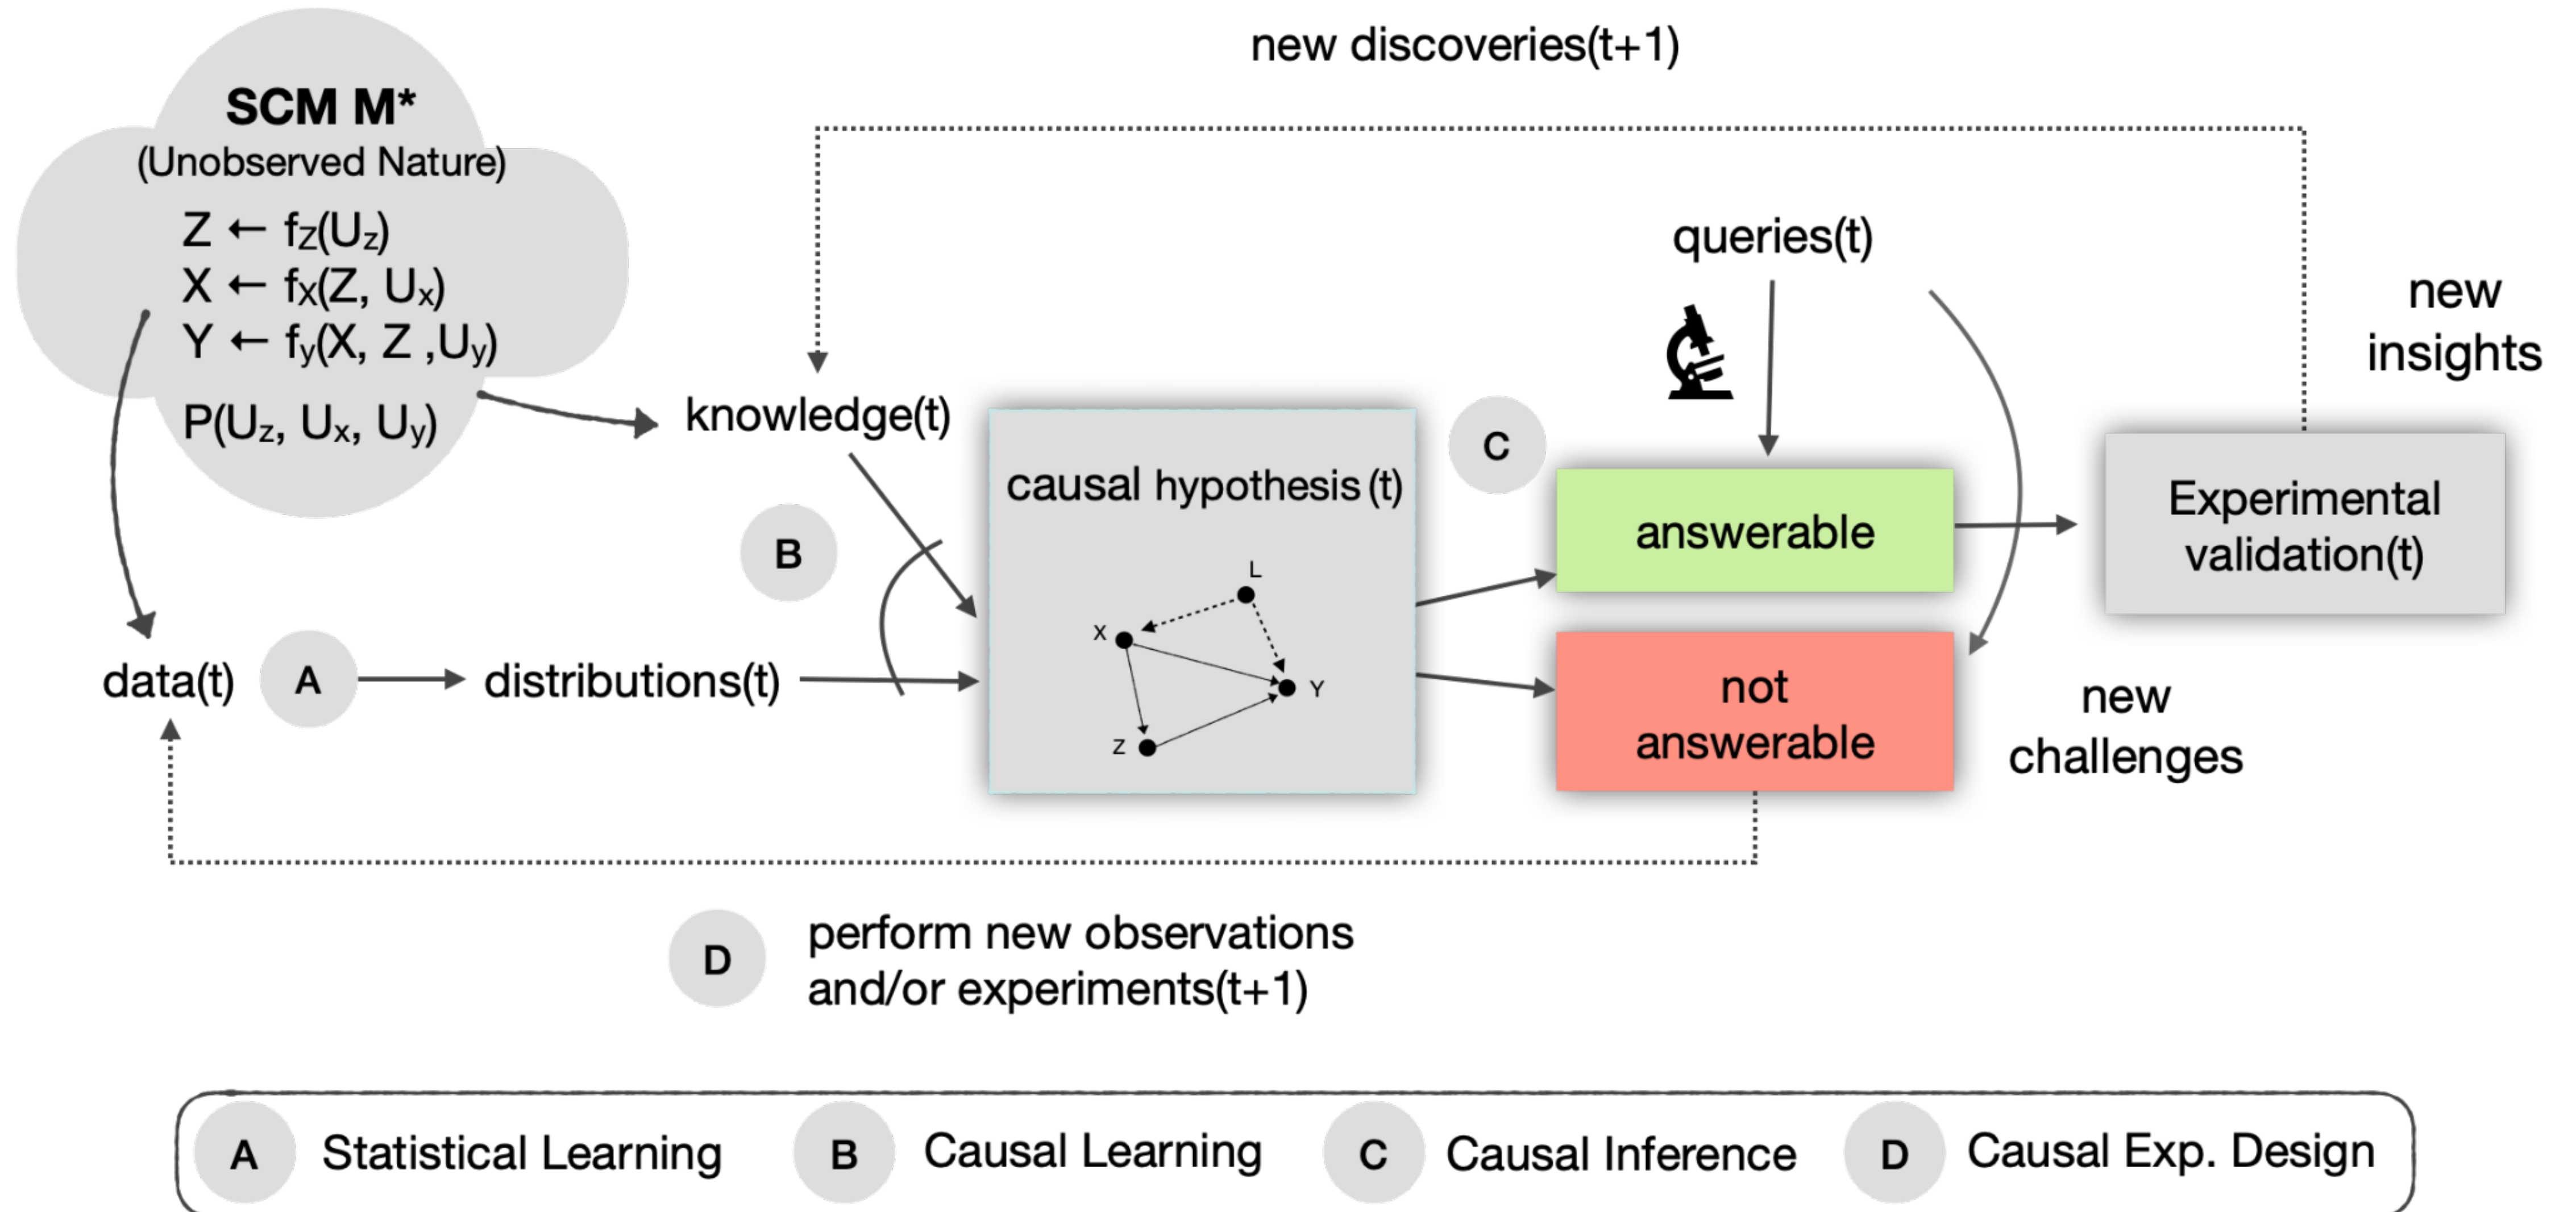 new discoveries(t+1)
SCM M*
(Unobserved Nature)
Z ← fZ(Uz)
X ← fX(Z, Ux)
Y ← fy(X, Z ,Uy)
P(Uz, Ux, Uy)
queries(t)
new
insights
knowledge(t)
causal hypothesis (t)
L
X
Y
Z
B
C
answerable
not
answerable
Experimental
validation(t)
new
challenges
data(t)
A
distributions(t)
D
perform new observations
and/or experiments(t+1)
A Statistical Learning
B Causal Learning
C Causal Inference
D Causal Exp. Design